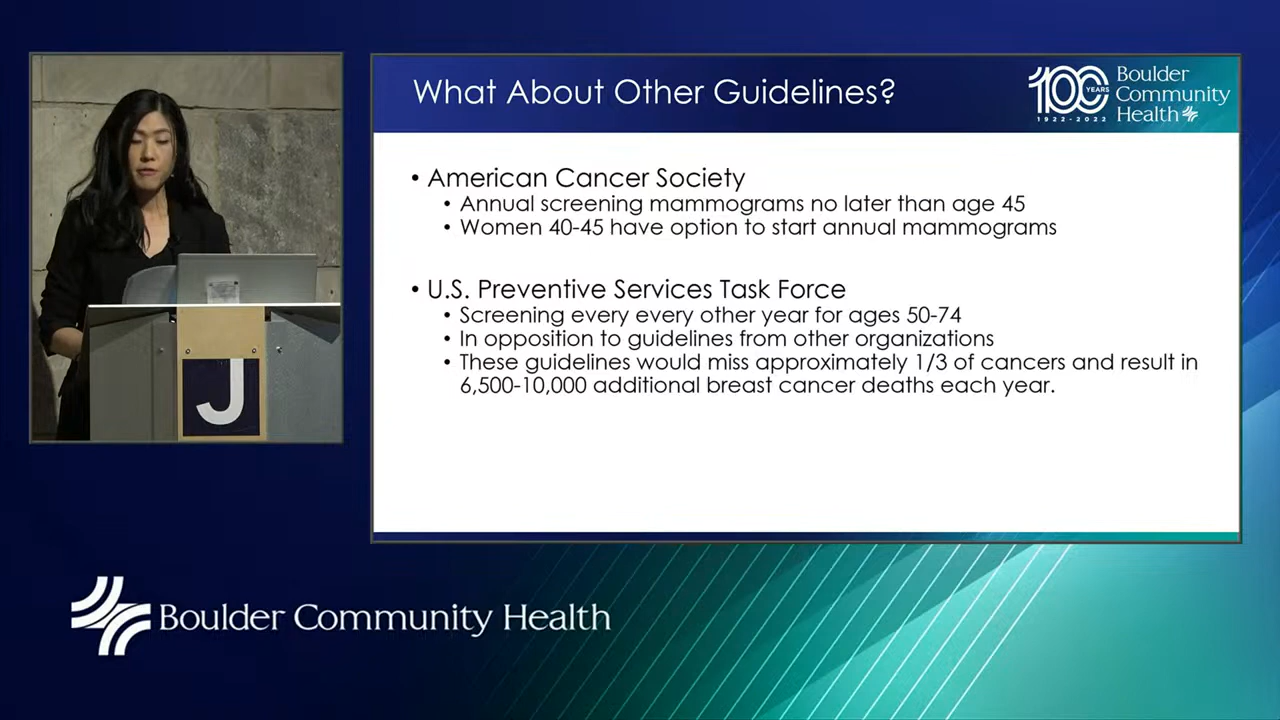 What About Other Guidelines?
100 YEARS
1922-2022
Boulder
Community
Health
• American Cancer Society
• Annual screening mammograms no later than age 45
• Women 40-45 have option to start annual mammograms
• U.S. Preventive Services Task Force
• Screening every every other year for ages 50-74
• In opposition to guidelines from other organizations
• These guidelines would miss approximately 1/3 of cancers and result in
6,500-10,000 additional breast cancer deaths each year.
J
Boulder Community Health